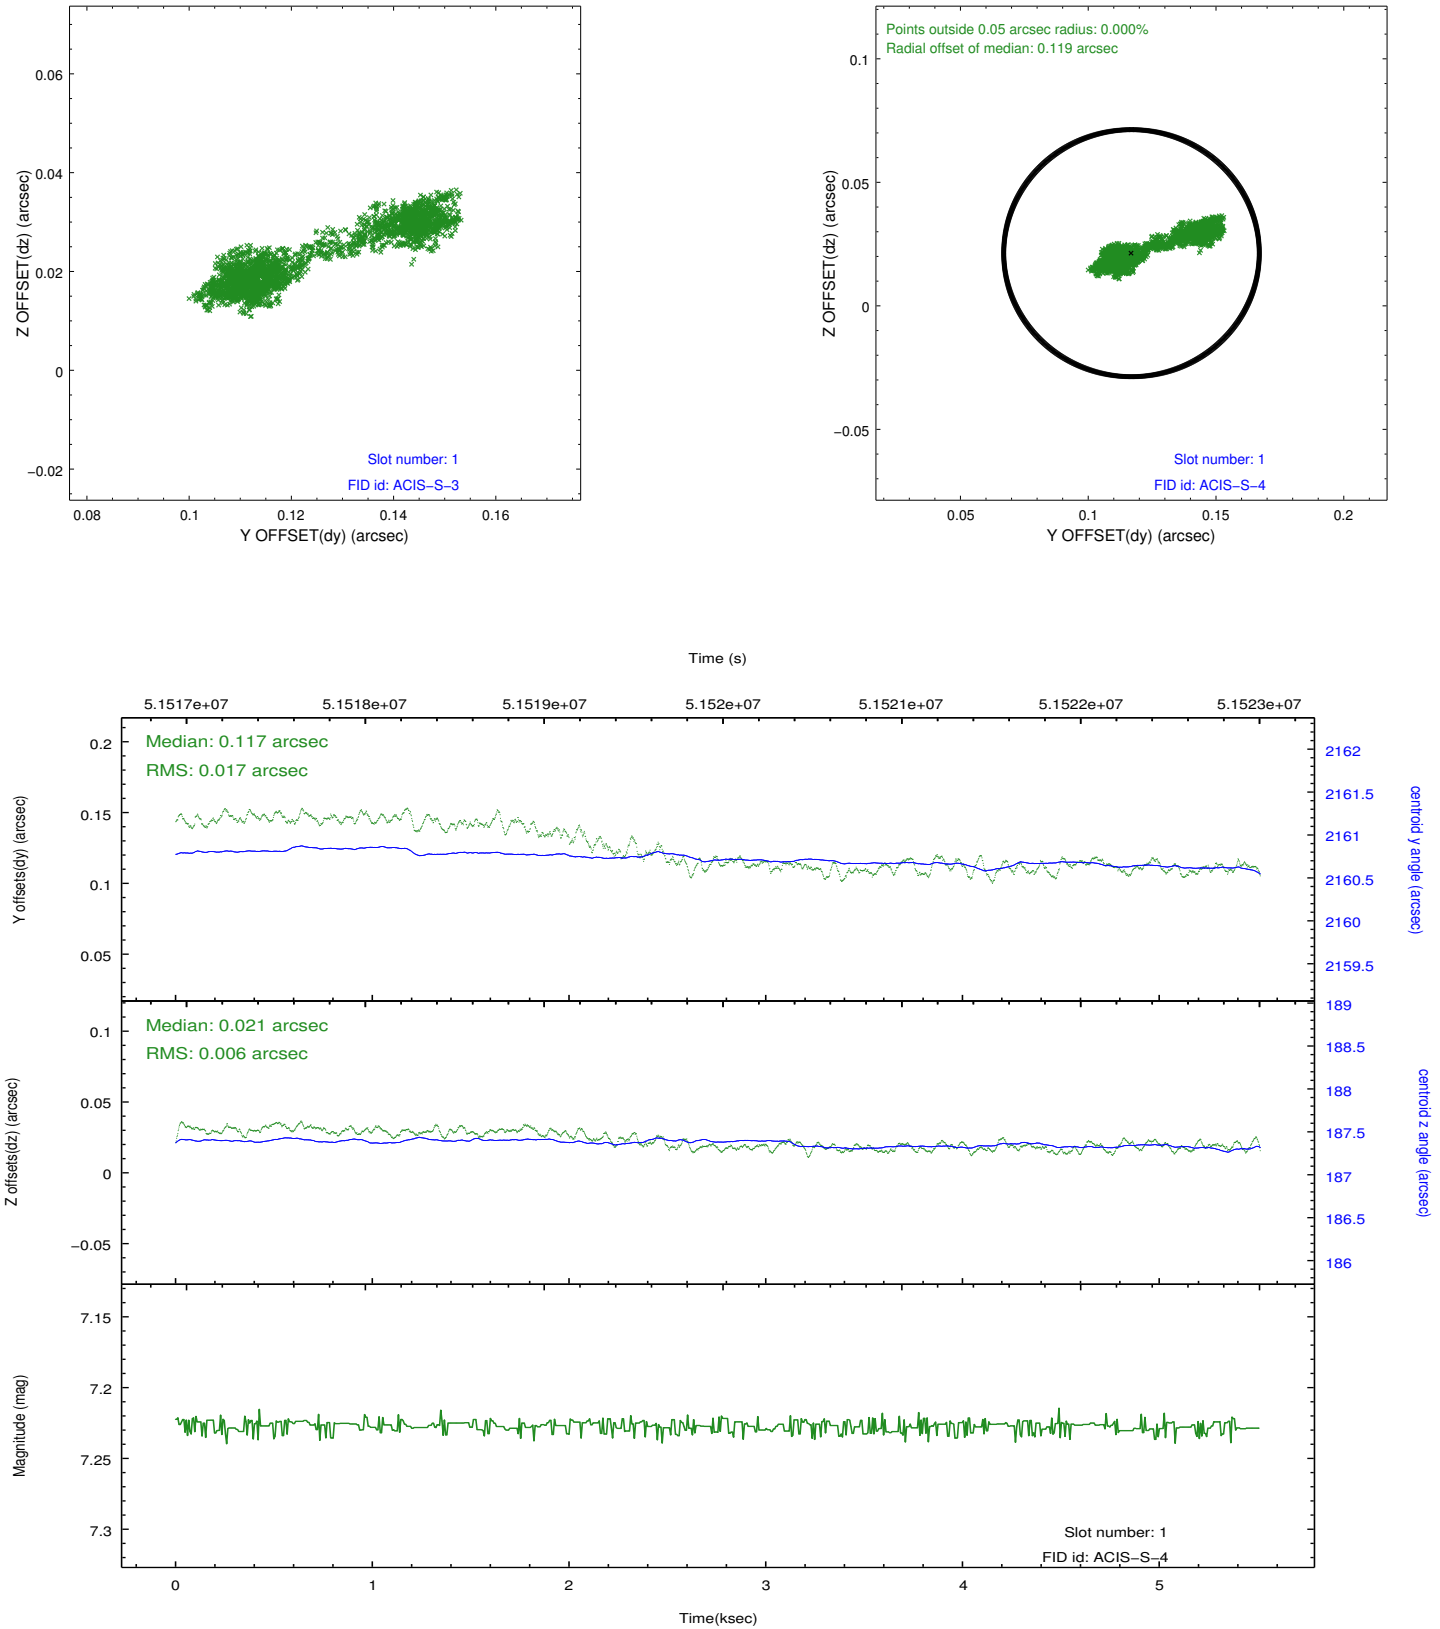 0.06
0.04
0.02
0
−0.02
Z OFFSET(dz) (arcsec)
Slot number: 1
FID id: ACIS−S−3
0.08 0.1 0.12 0.14 0.16
Y OFFSET(dy) (arcsec)
Points outside 0.05 arcsec radius: 0.000%
Radial offset of median: 0.119 arcsec
0.1
0.05
0
−0.05
Z OFFSET(dz) (arcsec)
Slot number: 1
FID id: ACIS−S−4
0.05 0.1 0.15 0.2
Y OFFSET(dy) (arcsec)
Time (s)
5.1517e+07 5.1518e+07 5.1519e+07 5.152e+07 5.1521e+07 5.1522e+07 5.1523e+07
Median: 0.117 arcsec
RMS: 0.017 arcsec
0.2
0.15
0.1
0.05
Y offsets(dy) (arcsec)
2162
2161.5
2161
2160.5
2160
2159.5
centroid y angle (arcsec)
Median: 0.021 arcsec
RMS: 0.006 arcsec
0.1
0.05
0
−0.05
Z offsets(dz) (arcsec)
189
188.5
188
187.5
187
186.5
186
centroid z angle (arcsec)
7.15
7.2
7.25
7.3
Magnitude (mag)
Slot number: 1
FID id: ACIS−S−4
0 1 2 3 4 5
Time(ksec)